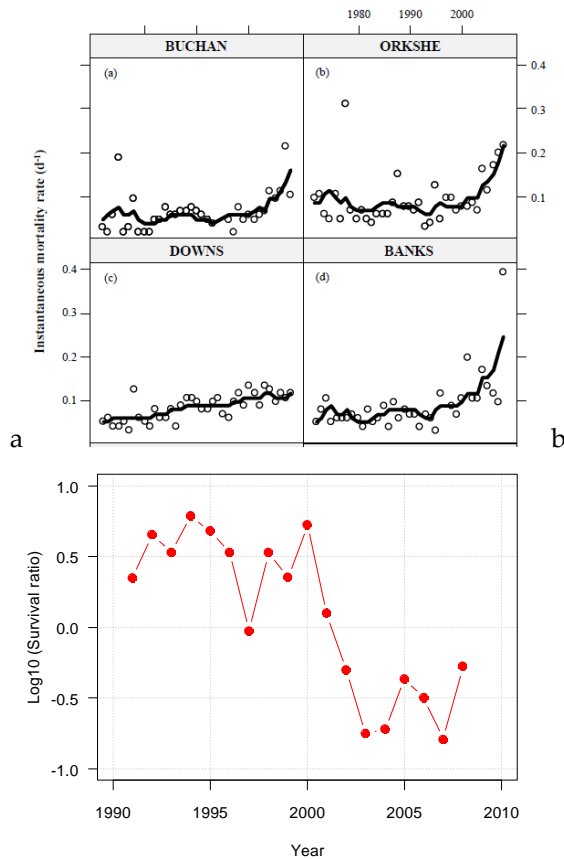 1980 1990 2000
BUCHAN ORKSHE
(a) (b)
0.4
0.3
0.2
0.1
Instantaneous mortality rate (d⁻¹)
DOWNS BANKS
(c) (d)
0.4
0.3
0.2
0.1
a b
1.0
0.5
0.0
-0.5
-1.0
Log10 (Survival ratio)
1990 1995 2000 2005 2010
Year